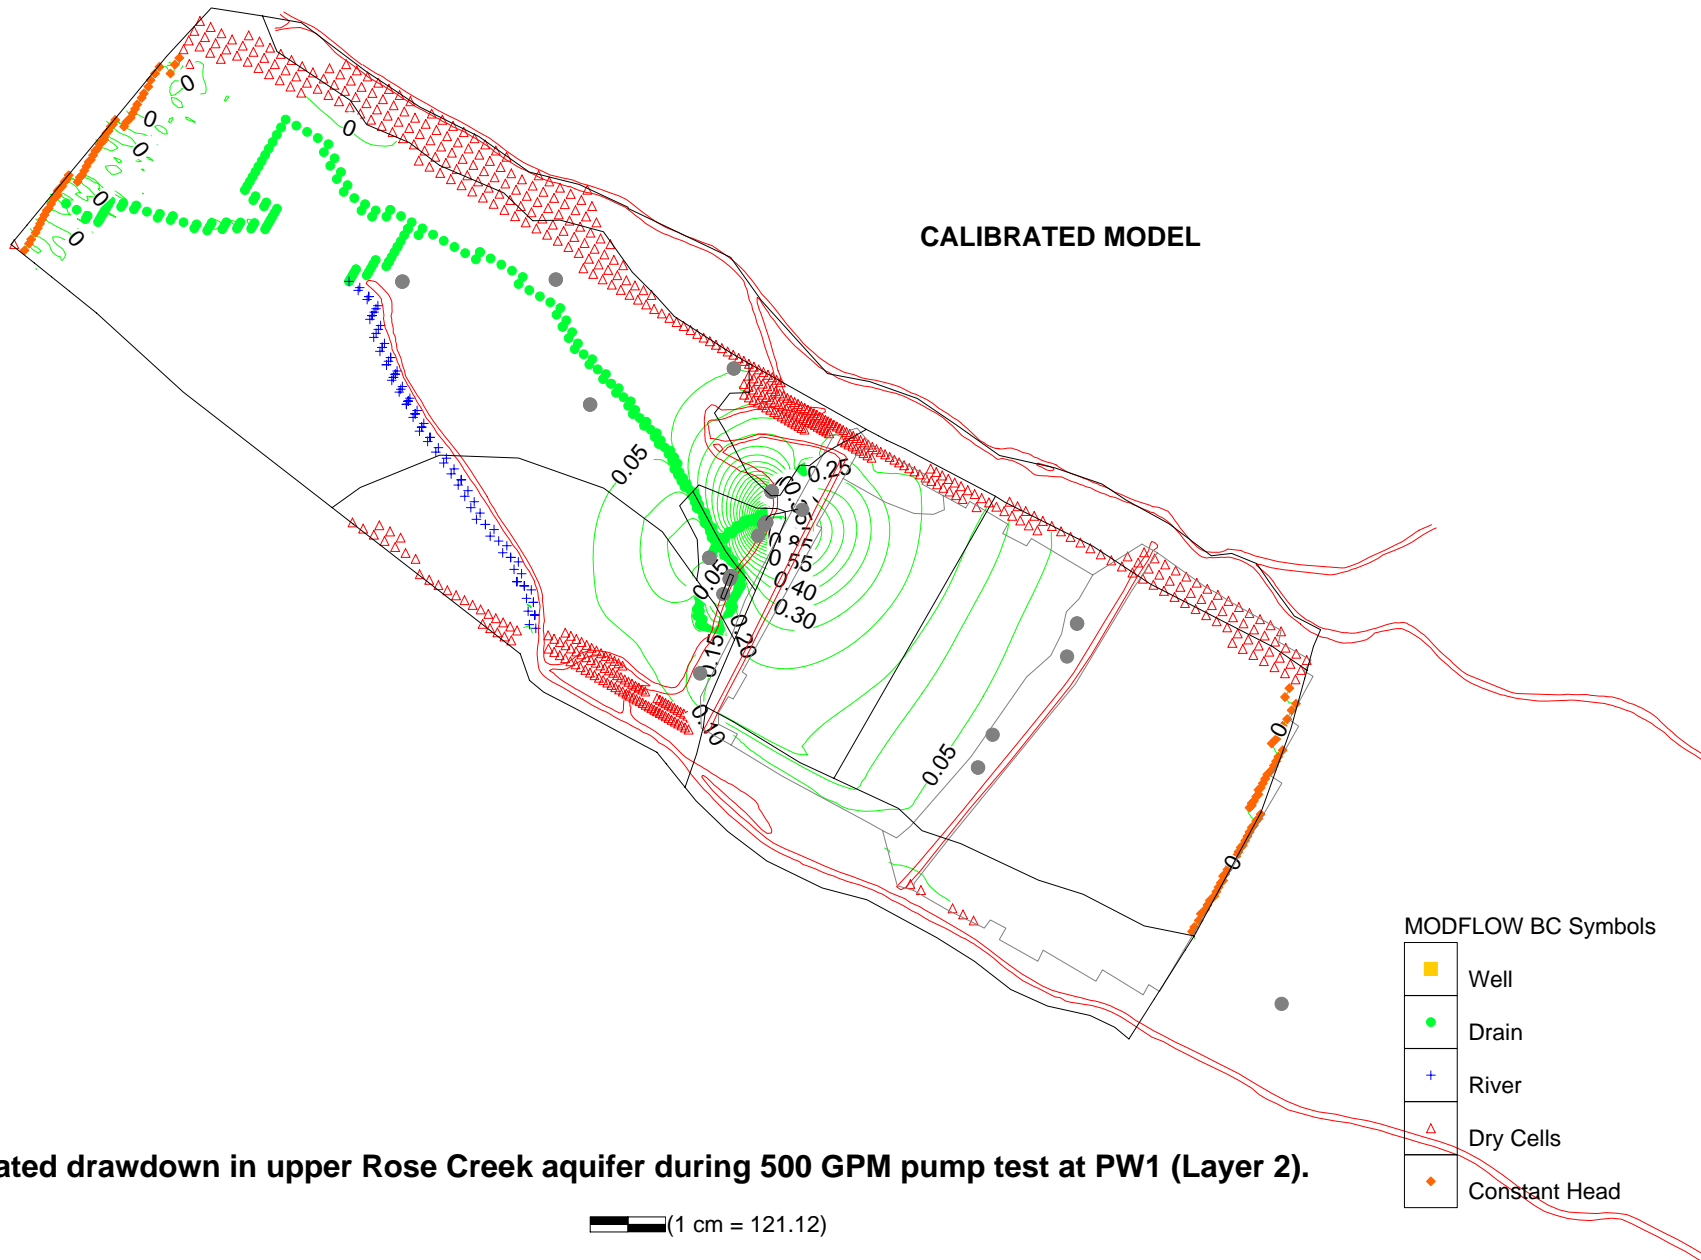 0
0
0
0
0
0
CALIBRATED MODEL
0.05
0.25
0.85
0.55
0.40
0.30
0.05
0.20
0.15
0.10
0.05
0
0
MODFLOW BC Symbols
Well
Drain
River
Dry Cells
Constant Head
drawdown in upper Rose Creek aquifer during 500 GPM pump test at PW1 (Layer 2).
(1 cm = 121.12)